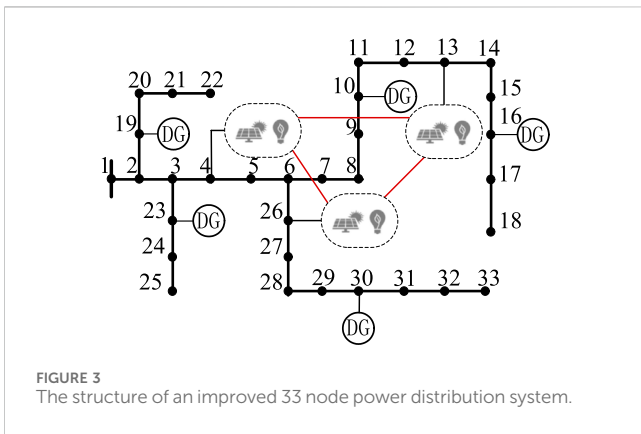 11 12 13 14
20 21 22
10 DG 15
19 DG 16 DG
9
1 2 3 4 5 6 7 8
17
23 DG 26
18
24 27
25 28 29 30 31 32 33
DG
FIGURE 3
The structure of an improved 33 node power distribution system.